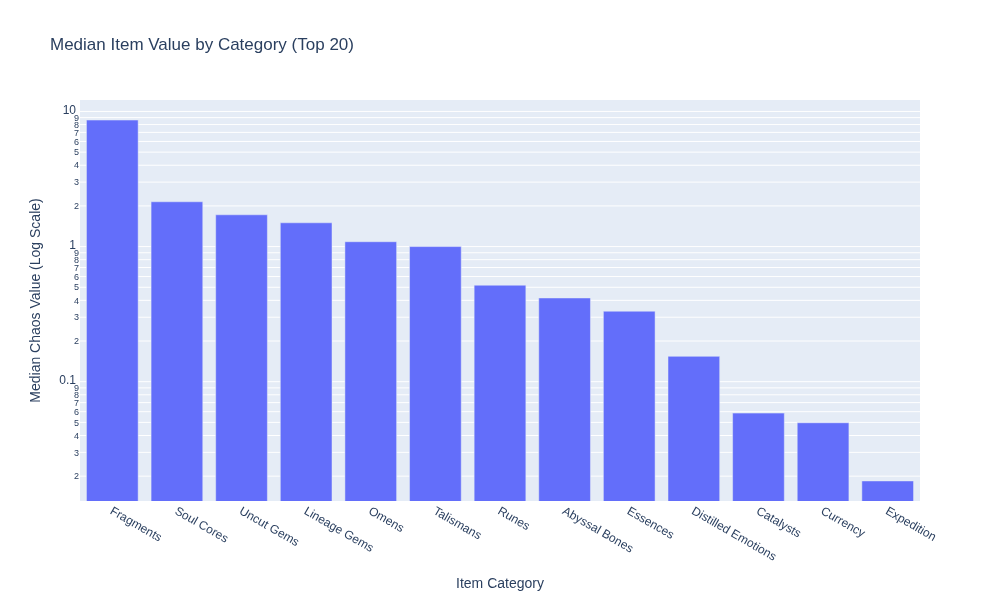 Median Item Value by Category (Top 20)
Median Chaos Value (Log Scale)
10
9
8
7
6
5
4
3
2
1
9
8
7
6
5
4
3
2
0.1
9
8
7
6
5
4
3
2
Fragments
Soul Cores
Uncut Gems
Lineage Gems
Omens
Talismans
Runes
Abyssal Bones
Essences
Distilled Emotions
Catalysts
Currency
Expedition
Item Category